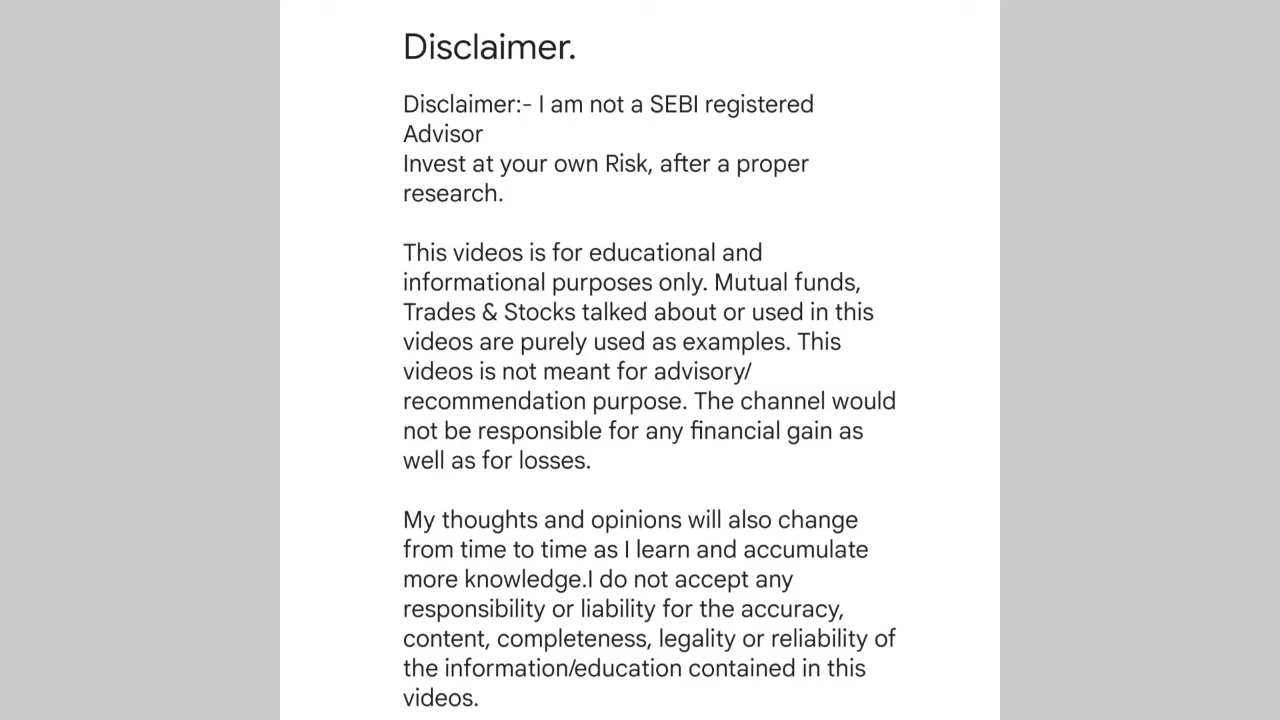 Disclaimer.
Disclaimer:- I am not a SEBI registered
Advisor
Invest at your own Risk, after a proper
research.
This videos is for educational and
informational purposes only. Mutual funds,
Trades & Stocks talked about or used in this
videos are purely used as examples. This
videos is not meant for advisory/
recommendation purpose. The channel would
not be responsible for any financial gain as
well as for losses.
My thoughts and opinions will also change
from time to time as I learn and accumulate
more knowledge.I do not accept any
responsibility or liability for the accuracy,
content, completeness, legality or reliability of
the information/education contained in this
videos.